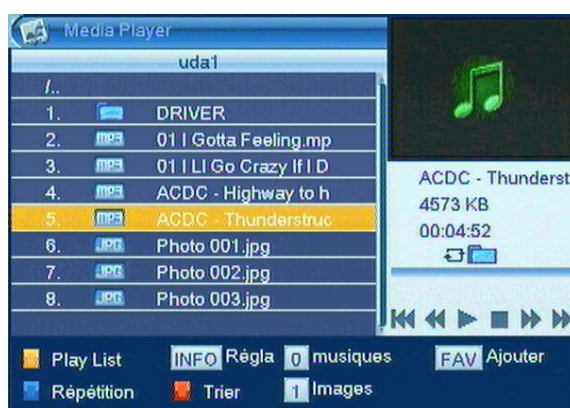 Media Player
uda1
/..
1. DRIVER
2. mp3 01 I Gotta Feeling.mp
3. mp3 01 I LI Go Crazy If I D
4. mp3 ACDC - Highway to h
5. mp3 ACDC - Thunderstruc
6. JPG Photo 001.jpg
7. JPG Photo 002.jpg
8. JPG Photo 003.jpg
ACDC - Thunderst
4573 KB
00:04:52
Play List INFO Règla 0 musiques FAV Ajouter
Répétition Trier 1 Images